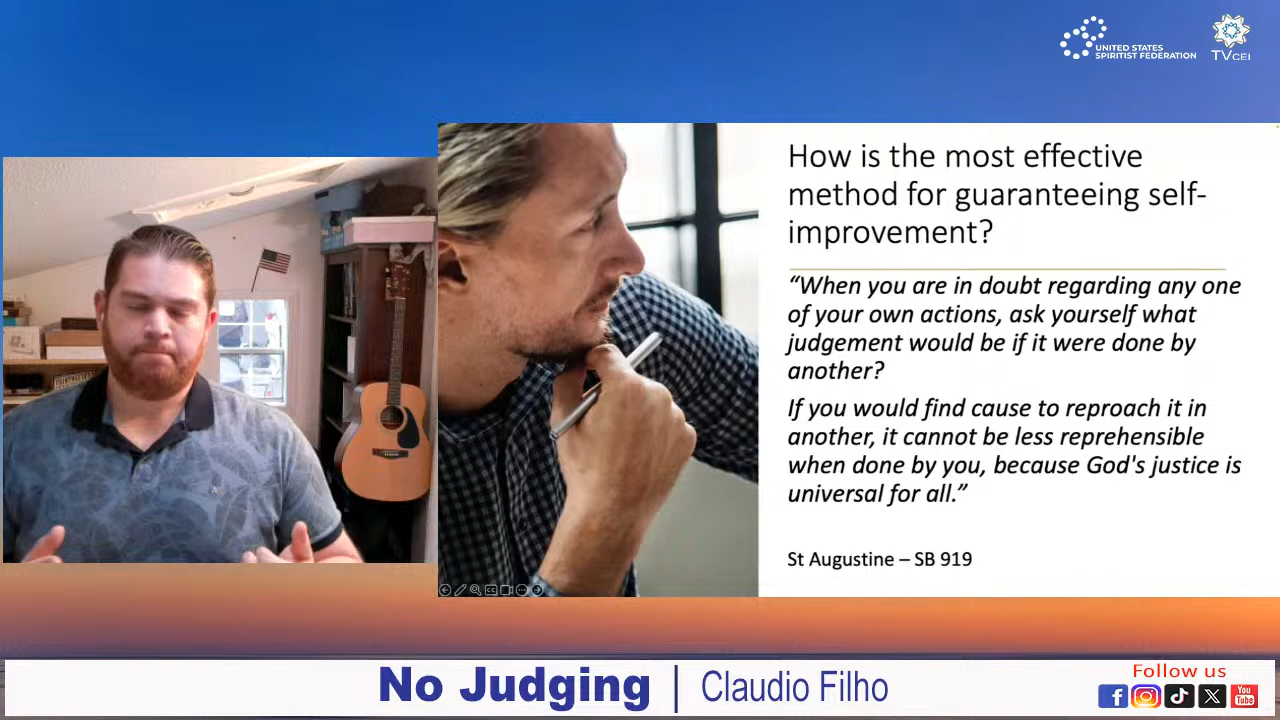 UNITED STATES
SPIRITIST FEDERATION
TVCEI
How is the most effective
method for guaranteeing self-
improvement?
“When you are in doubt regarding any one
of your own actions, ask yourself what
judgement would be if it were done by
another?
If you would find cause to reproach it in
another, it cannot be less reprehensible
when done by you, because God's justice is
universal for all.”
St Augustine – SB 919
No Judging | Claudio Filho
Follow us
You
Tube